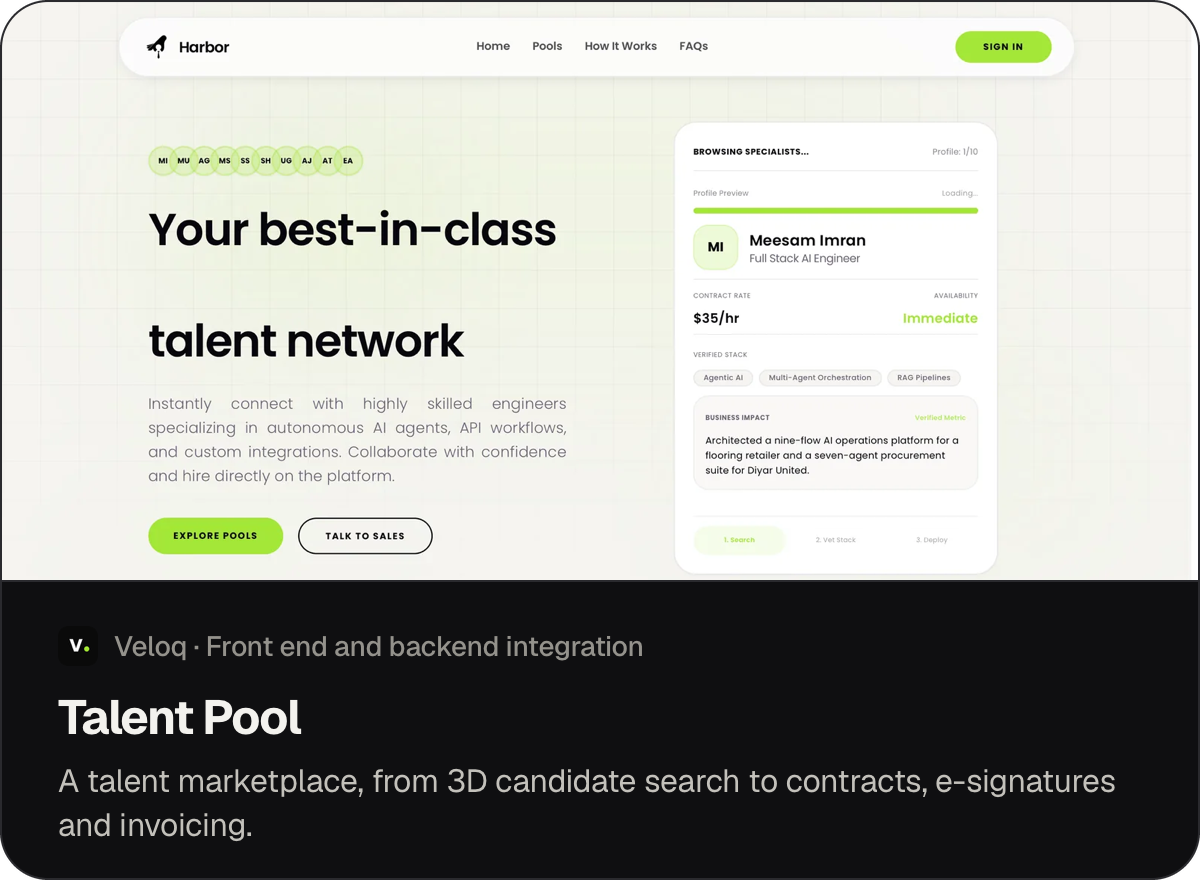 Harbor
Home Pools How It Works FAQs
SIGN IN
MI MU AG MS SS SH UG AJ AT EA
Your best-in-class
talent network
Instantly connect with highly skilled engineers
specializing in autonomous AI agents, API workflows,
and custom integrations. Collaborate with confidence
and hire directly on the platform.
EXPLORE POOLS
TALK TO SALES
BROWSING SPECIALISTS...
Profile: 1/10
Profile Preview
Loading...
MI
Meesam Imran
Full Stack AI Engineer
CONTRACT RATE
AVAILABILITY
$35/hr
Immediate
VERIFIED STACK
Agentic AI
Multi-Agent Orchestration
RAG Pipelines
BUSINESS IMPACT
Verified Metric
Architected a nine-flow AI operations platform for a
flooring retailer and a seven-agent procurement
suite for Diyar United.
1. Search
2. Vet Stack
3. Deploy
V.
Veloq · Front end and backend integration
Talent Pool
A talent marketplace, from 3D candidate search to contracts, e-signatures
and invoicing.